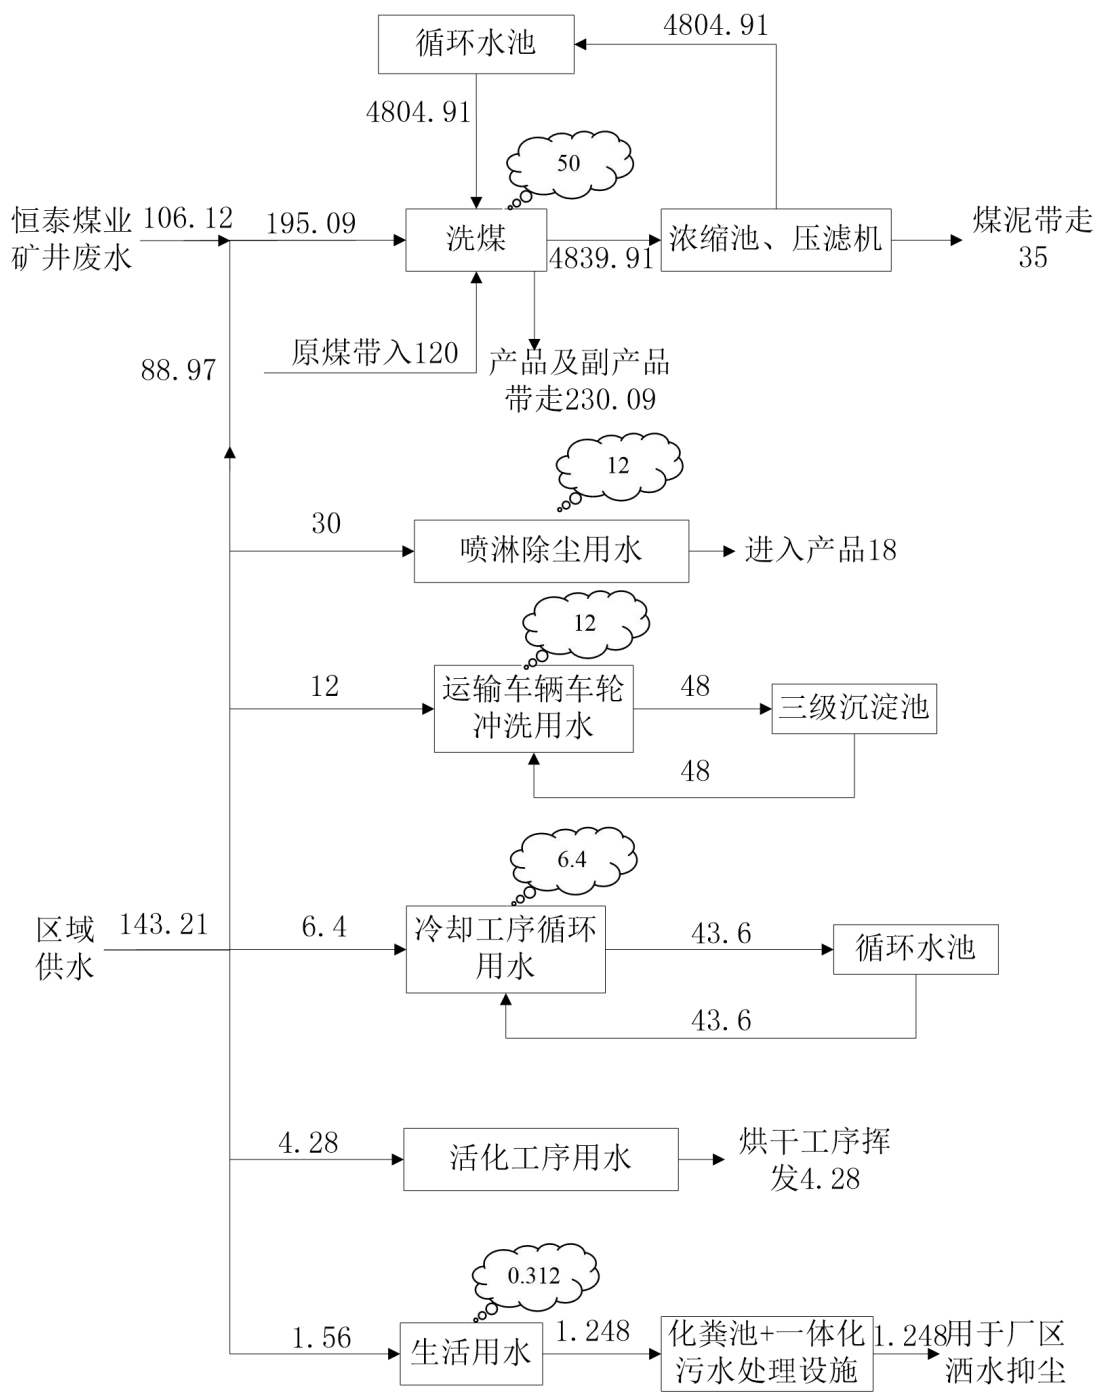 循环水池
4804.91
4804.91
50
恒泰煤业
矿井废水
106.12
195.09
洗煤
4839.91
浓缩池、压滤机
煤泥带走
35
88.97
原煤带入120
产品及副产品
带走230.09
12
30
喷淋除尘用水
进入产品18
12
12
运输车辆车轮
冲洗用水
48
三级沉淀池
48
6.4
区域
供水
143.21
6.4
冷却工序循环
用水
43.6
循环水池
43.6
4.28
活化工序用水
烘干工序挥
发4.28
0.312
1.56
生活用水
1.248
化粪池+一体化
污水处理设施
1.248
用于厂区
洒水抑尘